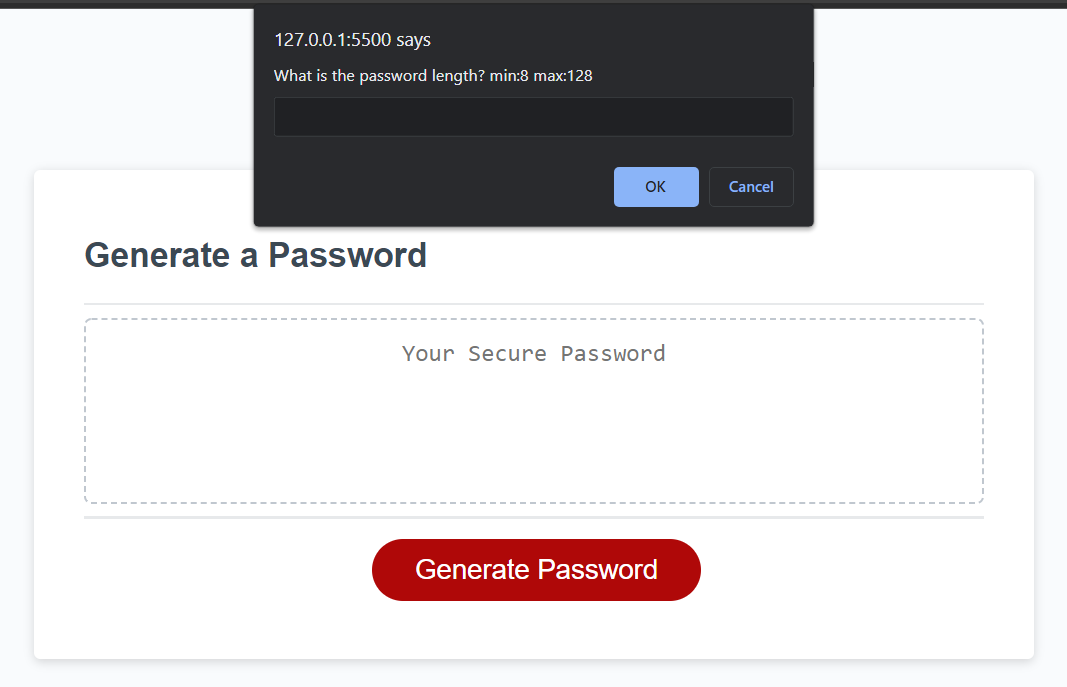 127.0.0.1:5500 says
What is the password length? min:8 max:128
OK
Cancel
Generate a Password
Your Secure Password
Generate Password